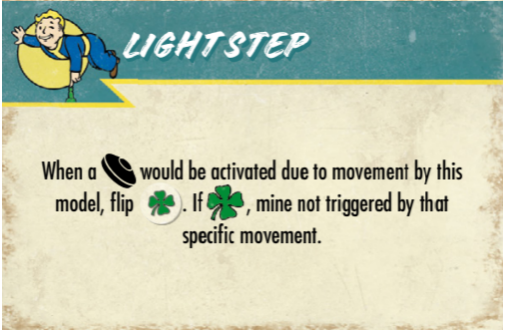 LIGHT STEP
When a would be activated due to movement by this
model, flip . If , mine not triggered by that
specific movement.